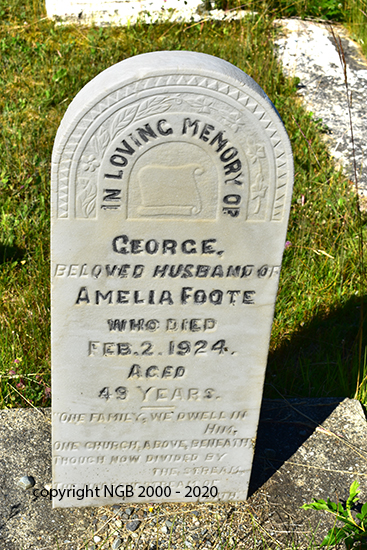 IN LOVING MEMORY OF
GEORGE,
BELOVED HUSBAND OF
AMELIA FOOTE
WHO DIED
FEB. 2. 1924.
AGED
49 YEARS.
ONE FAMILY, WE DWELL IN
HIM,
ONE CHURCH, ABOVE, BENEATH,
THOUGH NOW DIVIDED BY
THE STREAM,
copyright NGB 2000 - 2020